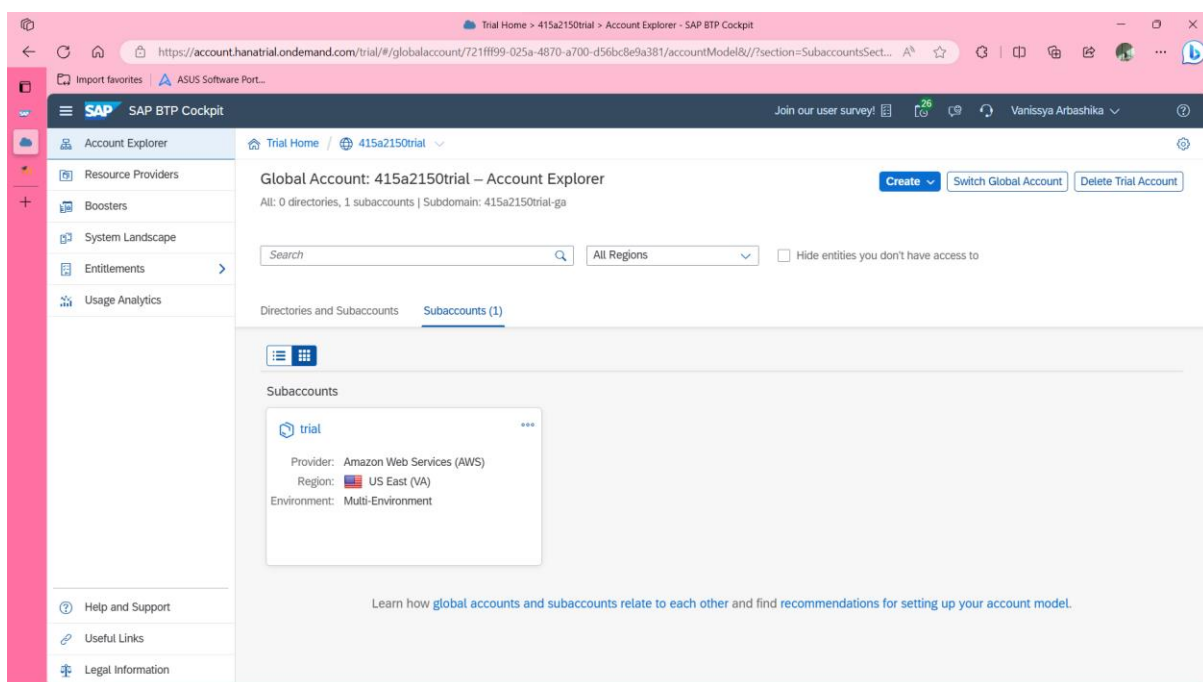 Trial Home > 415a2150trial > Account Explorer - SAP BTP Cockpit
https://account.hanatrial.ondemand.com/trial/#/globalaccount/721fff99-025a-4870-a700-d56bc8e9a381/accountModel&//?section=SubaccountsSect...
Import favorites ASUS Software Port...
SAP SAP BTP Cockpit Join our user survey! 26 Vanissya Arbashika
Account Explorer
Resource Providers
Boosters
System Landscape
Entitlements
Usage Analytics
Trial Home / 415a2150trial
Global Account: 415a2150trial – Account Explorer
Create Switch Global Account Delete Trial Account
All: 0 directories, 1 subaccounts | Subdomain: 415a2150trial-ga
Search All Regions Hide entities you don't have access to
Directories and Subaccounts Subaccounts (1)
Subaccounts
trial
Provider: Amazon Web Services (AWS)
Region: US East (VA)
Environment: Multi-Environment
Learn how global accounts and subaccounts relate to each other and find recommendations for setting up your account model.
Help and Support
Useful Links
Legal Information